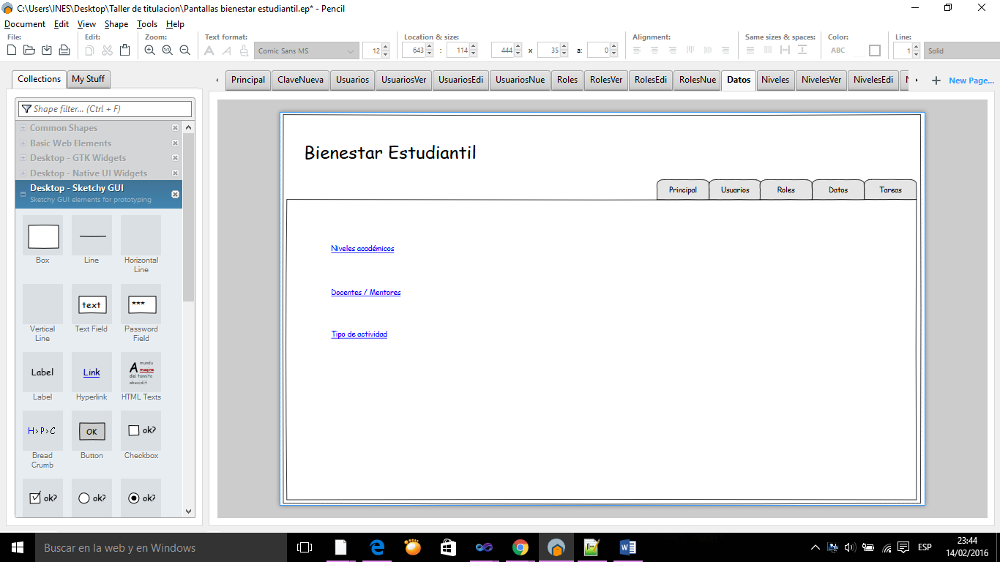 C:\Users\INES\Desktop\Taller de titulacion\Pantallas bienestar estudiantil.ep* - Pencil
Document Edit View Shape Tools Help
File: Edit: Zoom: Text format: Location & size: Alignment: Same sizes & spaces: Color: Line:
1:1 Comic Sans MS 12 643 : 114 444 x 35 a: 0 ABC 1 Solid
Collections My Stuff
Principal ClaveNueva Usuarios UsuariosVer UsuariosEdi UsuariosNue Roles RolesVer RolesEdi RolesNue Datos Niveles NivelesVer NivelesEdi New Page...
Shape filter... (Ctrl + F)
Common Shapes
Basic Web Elements
Desktop - GTK Widgets
Desktop - Native UI Widgets
Desktop - Sketchy GUI
Sketchy GUI elements for prototyping
Box Line Horizontal Line
text ***
Vertical Line Text Field Password Field
Label Link A mundu magine dei tannito abucidit
Label Hyperlink HTML Texts
H>P>C OK ok?
Bread Crumb Button Checkbox
ok? ok? ok?
Bienestar Estudiantil
Principal Usuarios Roles Datos Tareas
Niveles académicos
Docentes / Mentores
Tipo de actividad
Buscar en la web y en Windows
ESP
23:44
14/02/2016